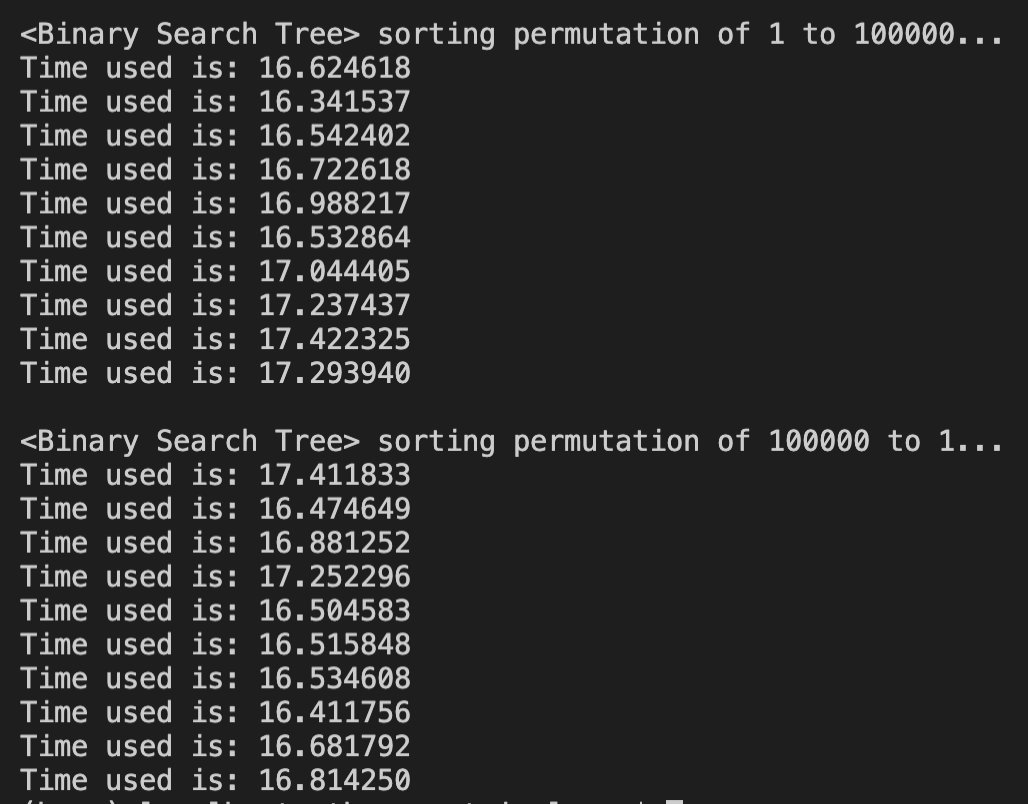 <Binary Search Tree> sorting permutation of 1 to 100000...
Time used is: 16.624618
Time used is: 16.341537
Time used is: 16.542402
Time used is: 16.722618
Time used is: 16.988217
Time used is: 16.532864
Time used is: 17.044405
Time used is: 17.237437
Time used is: 17.422325
Time used is: 17.293940
<Binary Search Tree> sorting permutation of 100000 to 1...
Time used is: 17.411833
Time used is: 16.474649
Time used is: 16.881252
Time used is: 17.252296
Time used is: 16.504583
Time used is: 16.515848
Time used is: 16.534608
Time used is: 16.411756
Time used is: 16.681792
Time used is: 16.814250